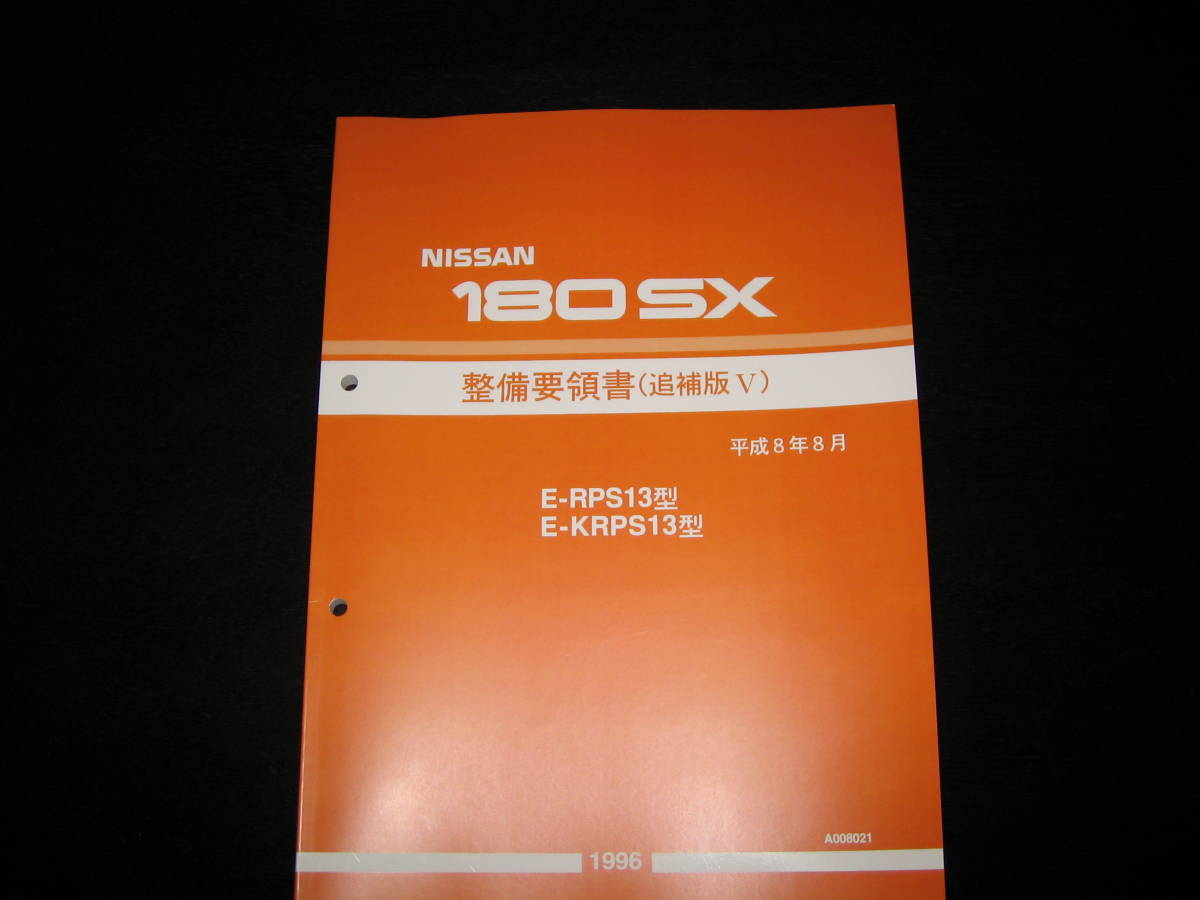 NISSAN
180SX
整備要領書(追補版Ⅴ)
平成8年8月
E-RPS13型
E-KRPS13型
A008021
1996